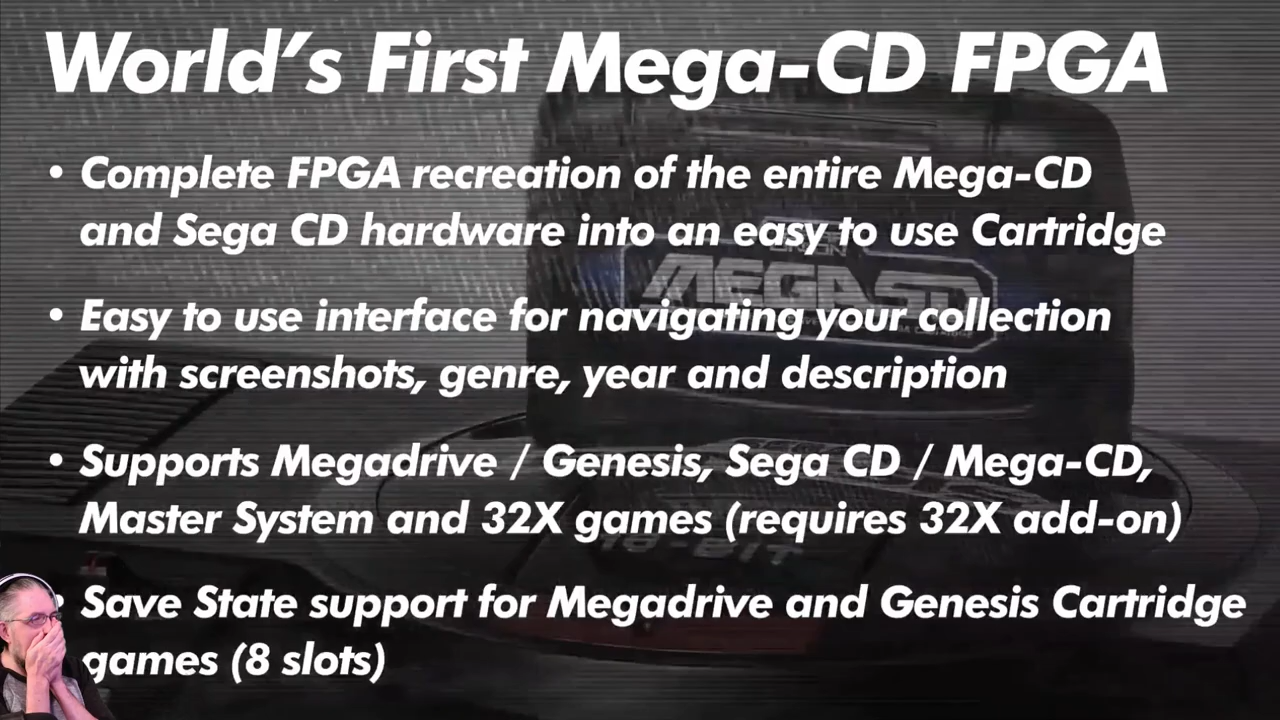 World's First Mega-CD FPGA
• Complete FPGA recreation of the entire Mega-CD
and Sega CD hardware into an easy to use Cartridge
• Easy to use interface for navigating your collection
with screenshots, genre, year and description
• Supports Megadrive / Genesis, Sega CD / Mega-CD,
Master System and 32X games (requires 32X add-on)
• Save State support for Megadrive and Genesis Cartridge
games (8 slots)
MEGASD
16-BIT